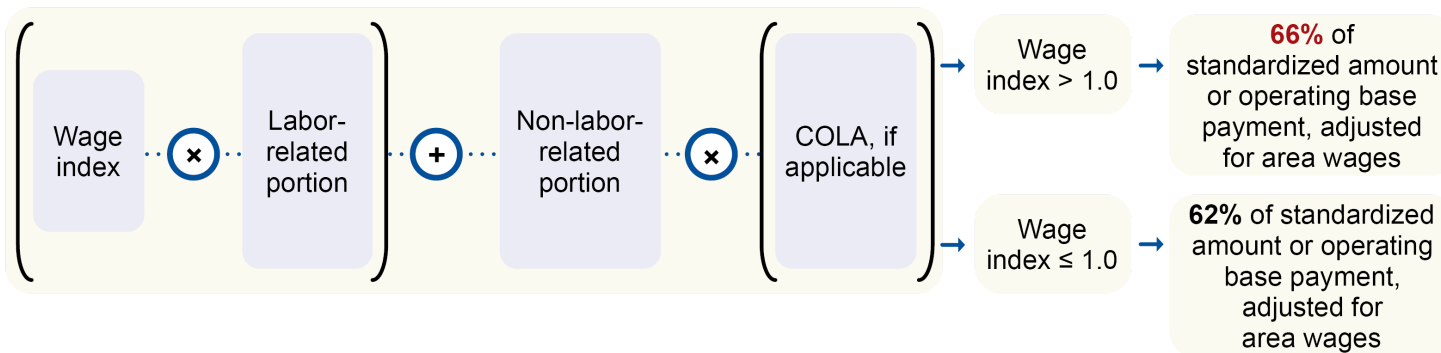 Wage
index
×
Labor-
related
portion
+
Non-labor-
related
portion
×
COLA, if
applicable
Wage
index > 1.0
66% of
standardized amount
or operating base
payment, adjusted
for area wages
Wage
index ≤ 1.0
62% of standardized
amount or operating
base payment,
adjusted for
area wages